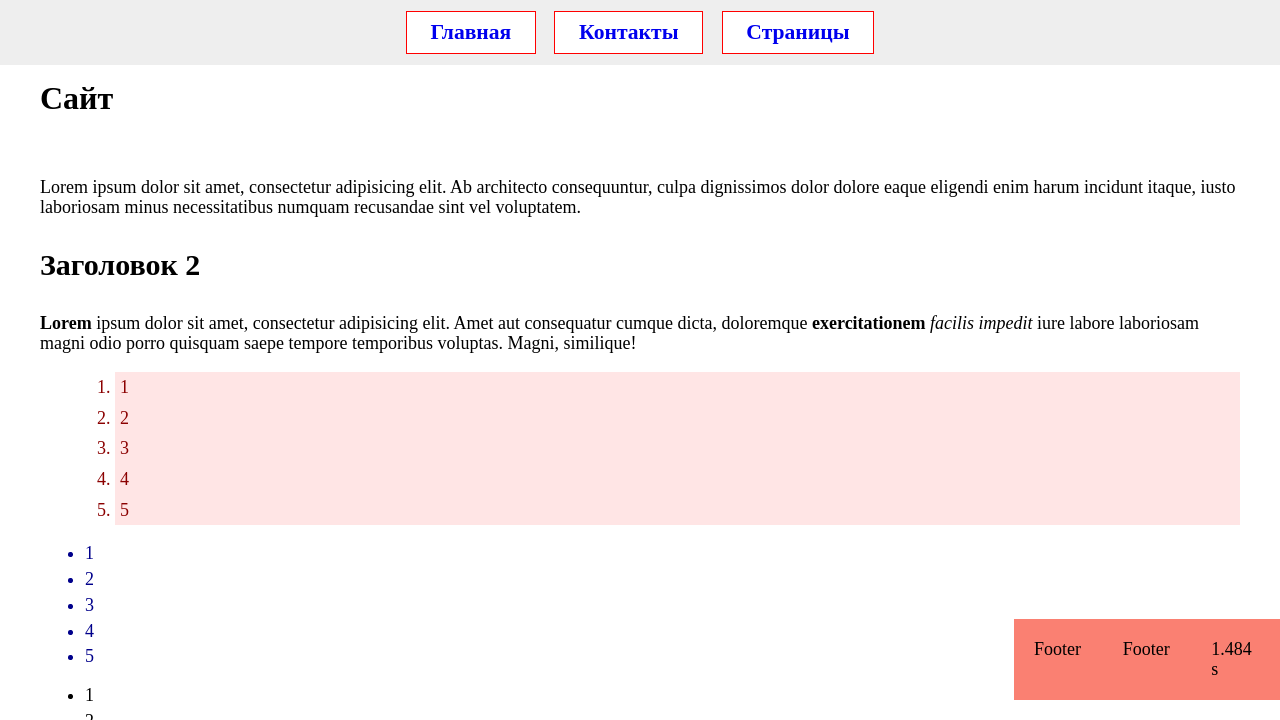 Главная Контакты Страницы
Сайт
Lorem ipsum dolor sit amet, consectetur adipisicing elit. Ab architecto consequuntur, culpa dignissimos dolor dolore eaque eligendi enim harum incidunt itaque, iusto
laboriosam minus necessitatibus numquam recusandae sint vel voluptatem.
Заголовок 2
Lorem ipsum dolor sit amet, consectetur adipisicing elit. Amet aut consequatur cumque dicta, doloremque exercitationem facilis impedit iure labore laboriosam
magni odio porro quisquam saepe tempore temporibus voluptas. Magni, similique!
1. 1
2. 2
3. 3
4. 4
5. 5
• 1
• 2
• 3
• 4
• 5
• 1
Footer Footer 1.484
s